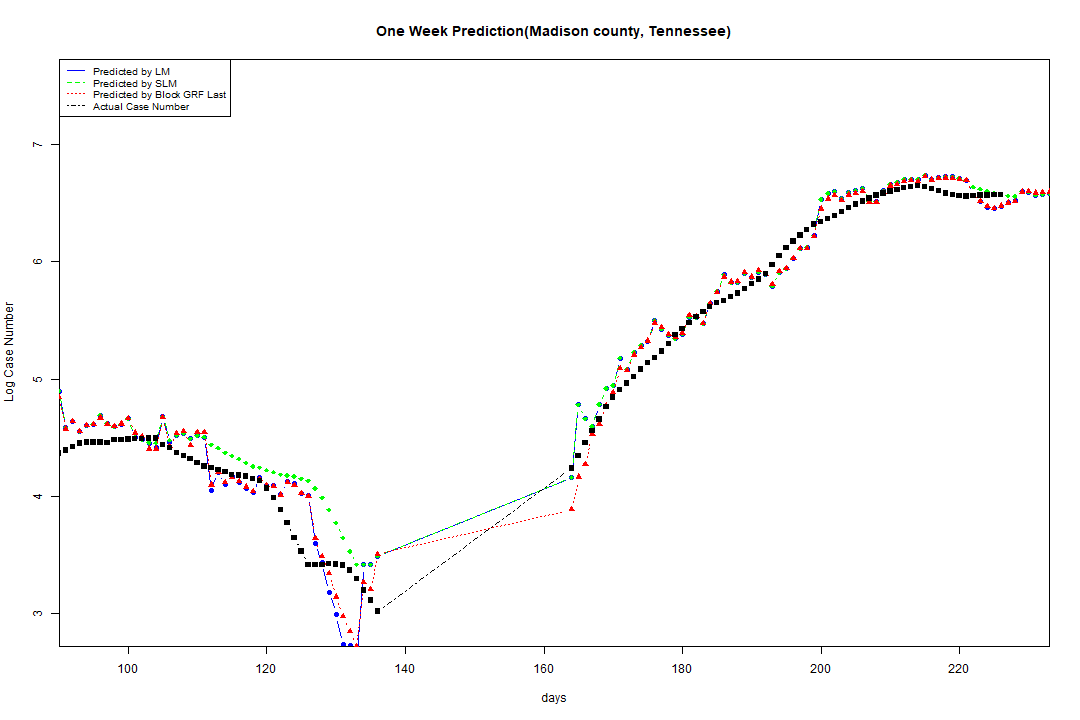 One Week Prediction(Madison county, Tennessee)
Predicted by LM
Predicted by SLM
Predicted by Block GRF Last
Actual Case Number
7
6
5
4
3
Log Case Number
100 120 140 160 180 200 220
days